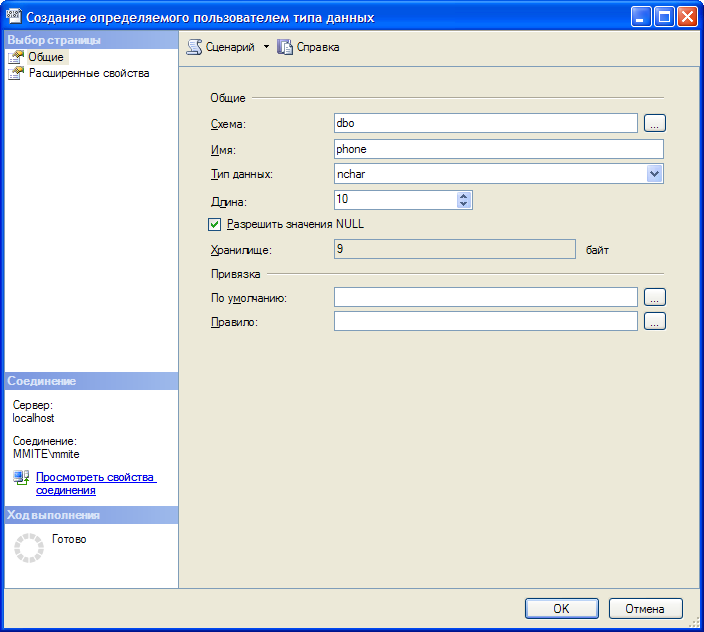 Создание определяемого пользователем типа данных
Выбор страницы
Общие
Расширенные свойства
Сценарий
Справка
Общие
Схема:
dbo
...
Имя:
phone
Тип данных:
nchar
Длина:
10
Разрешить значения NULL
Хранилище:
9
байт
Привязка
По умолчанию:
...
Правило:
...
Соединение
Сервер:
localhost
Соединение:
MMITE\mmite
Просмотреть свойства
соединения
Ход выполнения
Готово
OK
Отмена